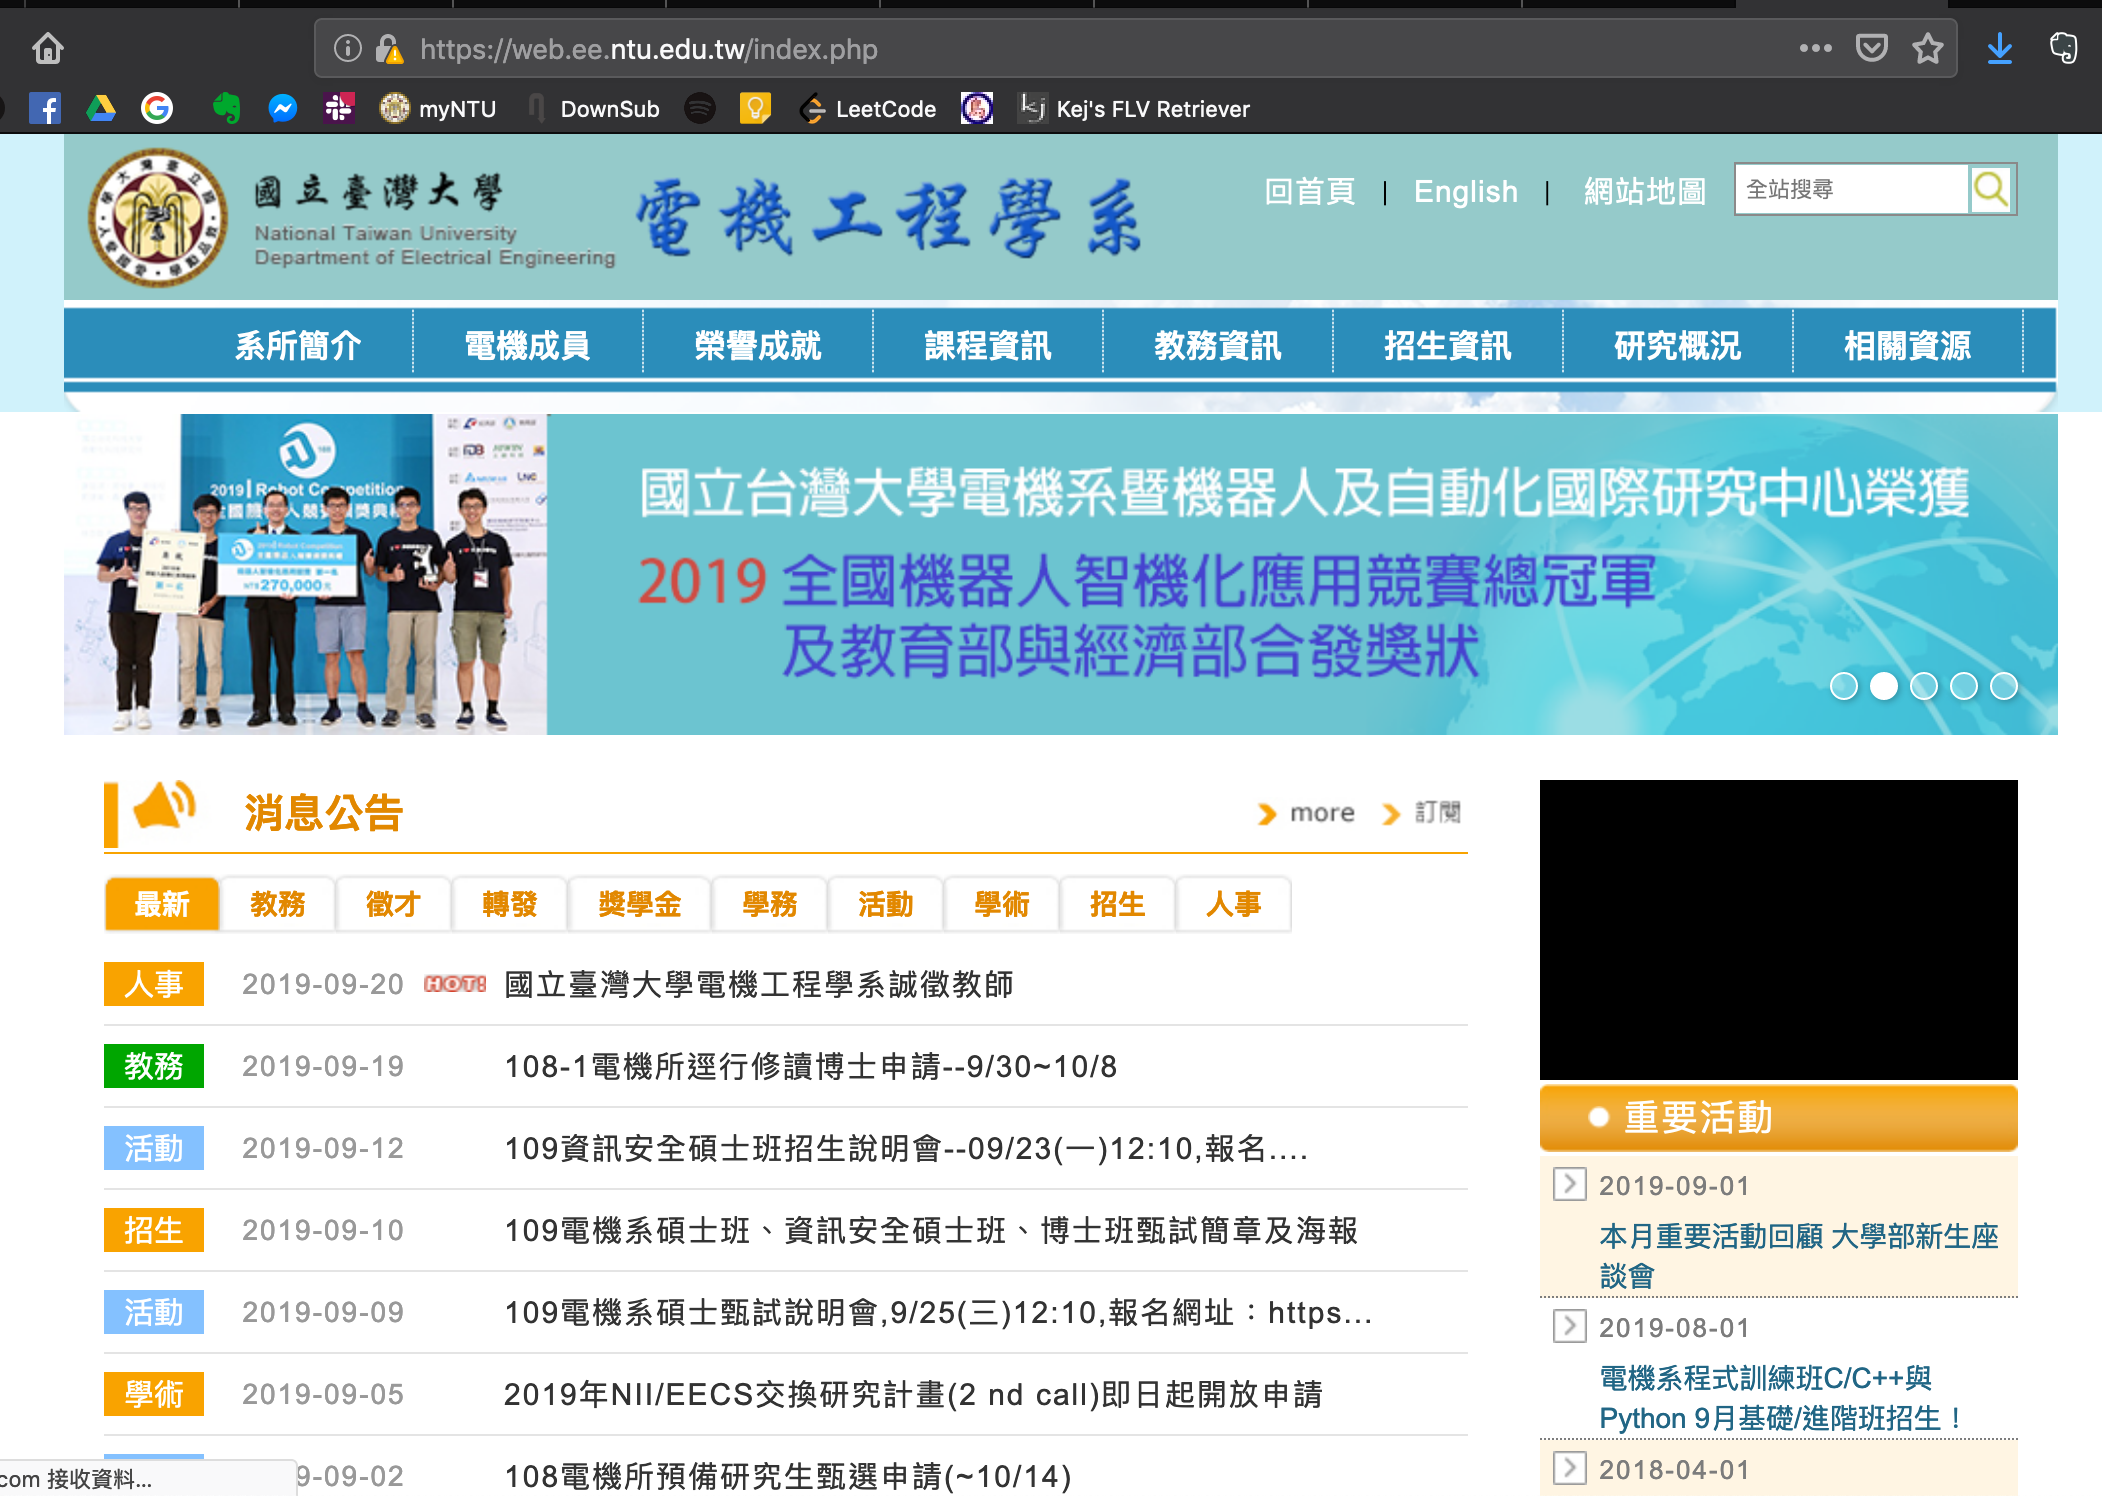 https://web.ee.ntu.edu.tw/index.php
myNTU
DownSub
LeetCode
kj Kej's FLV Retriever
國立臺灣大學
National Taiwan University
Department of Electrical Engineering
電機工程學系
回首頁 | English | 網站地圖
全站搜尋
系所簡介 電機成員 榮譽成就 課程資訊 教務資訊 招生資訊 研究概況 相關資源
2019 Robot Competition
270,000元
國立台灣大學電機系暨機器人及自動化國際研究中心榮獲
2019 全國機器人智機化應用競賽總冠軍
及教育部與經濟部合發獎狀
消息公告
more 訂閱
最新 教務 徵才 轉發 獎學金 學務 活動 學術 招生 人事
人事 2019-09-20 HOT! 國立臺灣大學電機工程學系誠徵教師
教務 2019-09-19 108-1電機所逕行修讀博士申請--9/30~10/8
活動 2019-09-12 109資訊安全碩士班招生說明會--09/23(一)12:10,報名....
招生 2019-09-10 109電機系碩士班、資訊安全碩士班、博士班甄試簡章及海報
活動 2019-09-09 109電機系碩士甄試說明會,9/25(三)12:10,報名網址：https...
學術 2019-09-05 2019年NII/EECS交換研究計畫(2 nd call)即日起開放申請
9-09-02 108電機所預備研究生甄選申請(~10/14)
com 接收資料...
重要活動
2019-09-01
本月重要活動回顧 大學部新生座
談會
2019-08-01
電機系程式訓練班C/C++與
Python 9月基礎/進階班招生！
2018-04-01